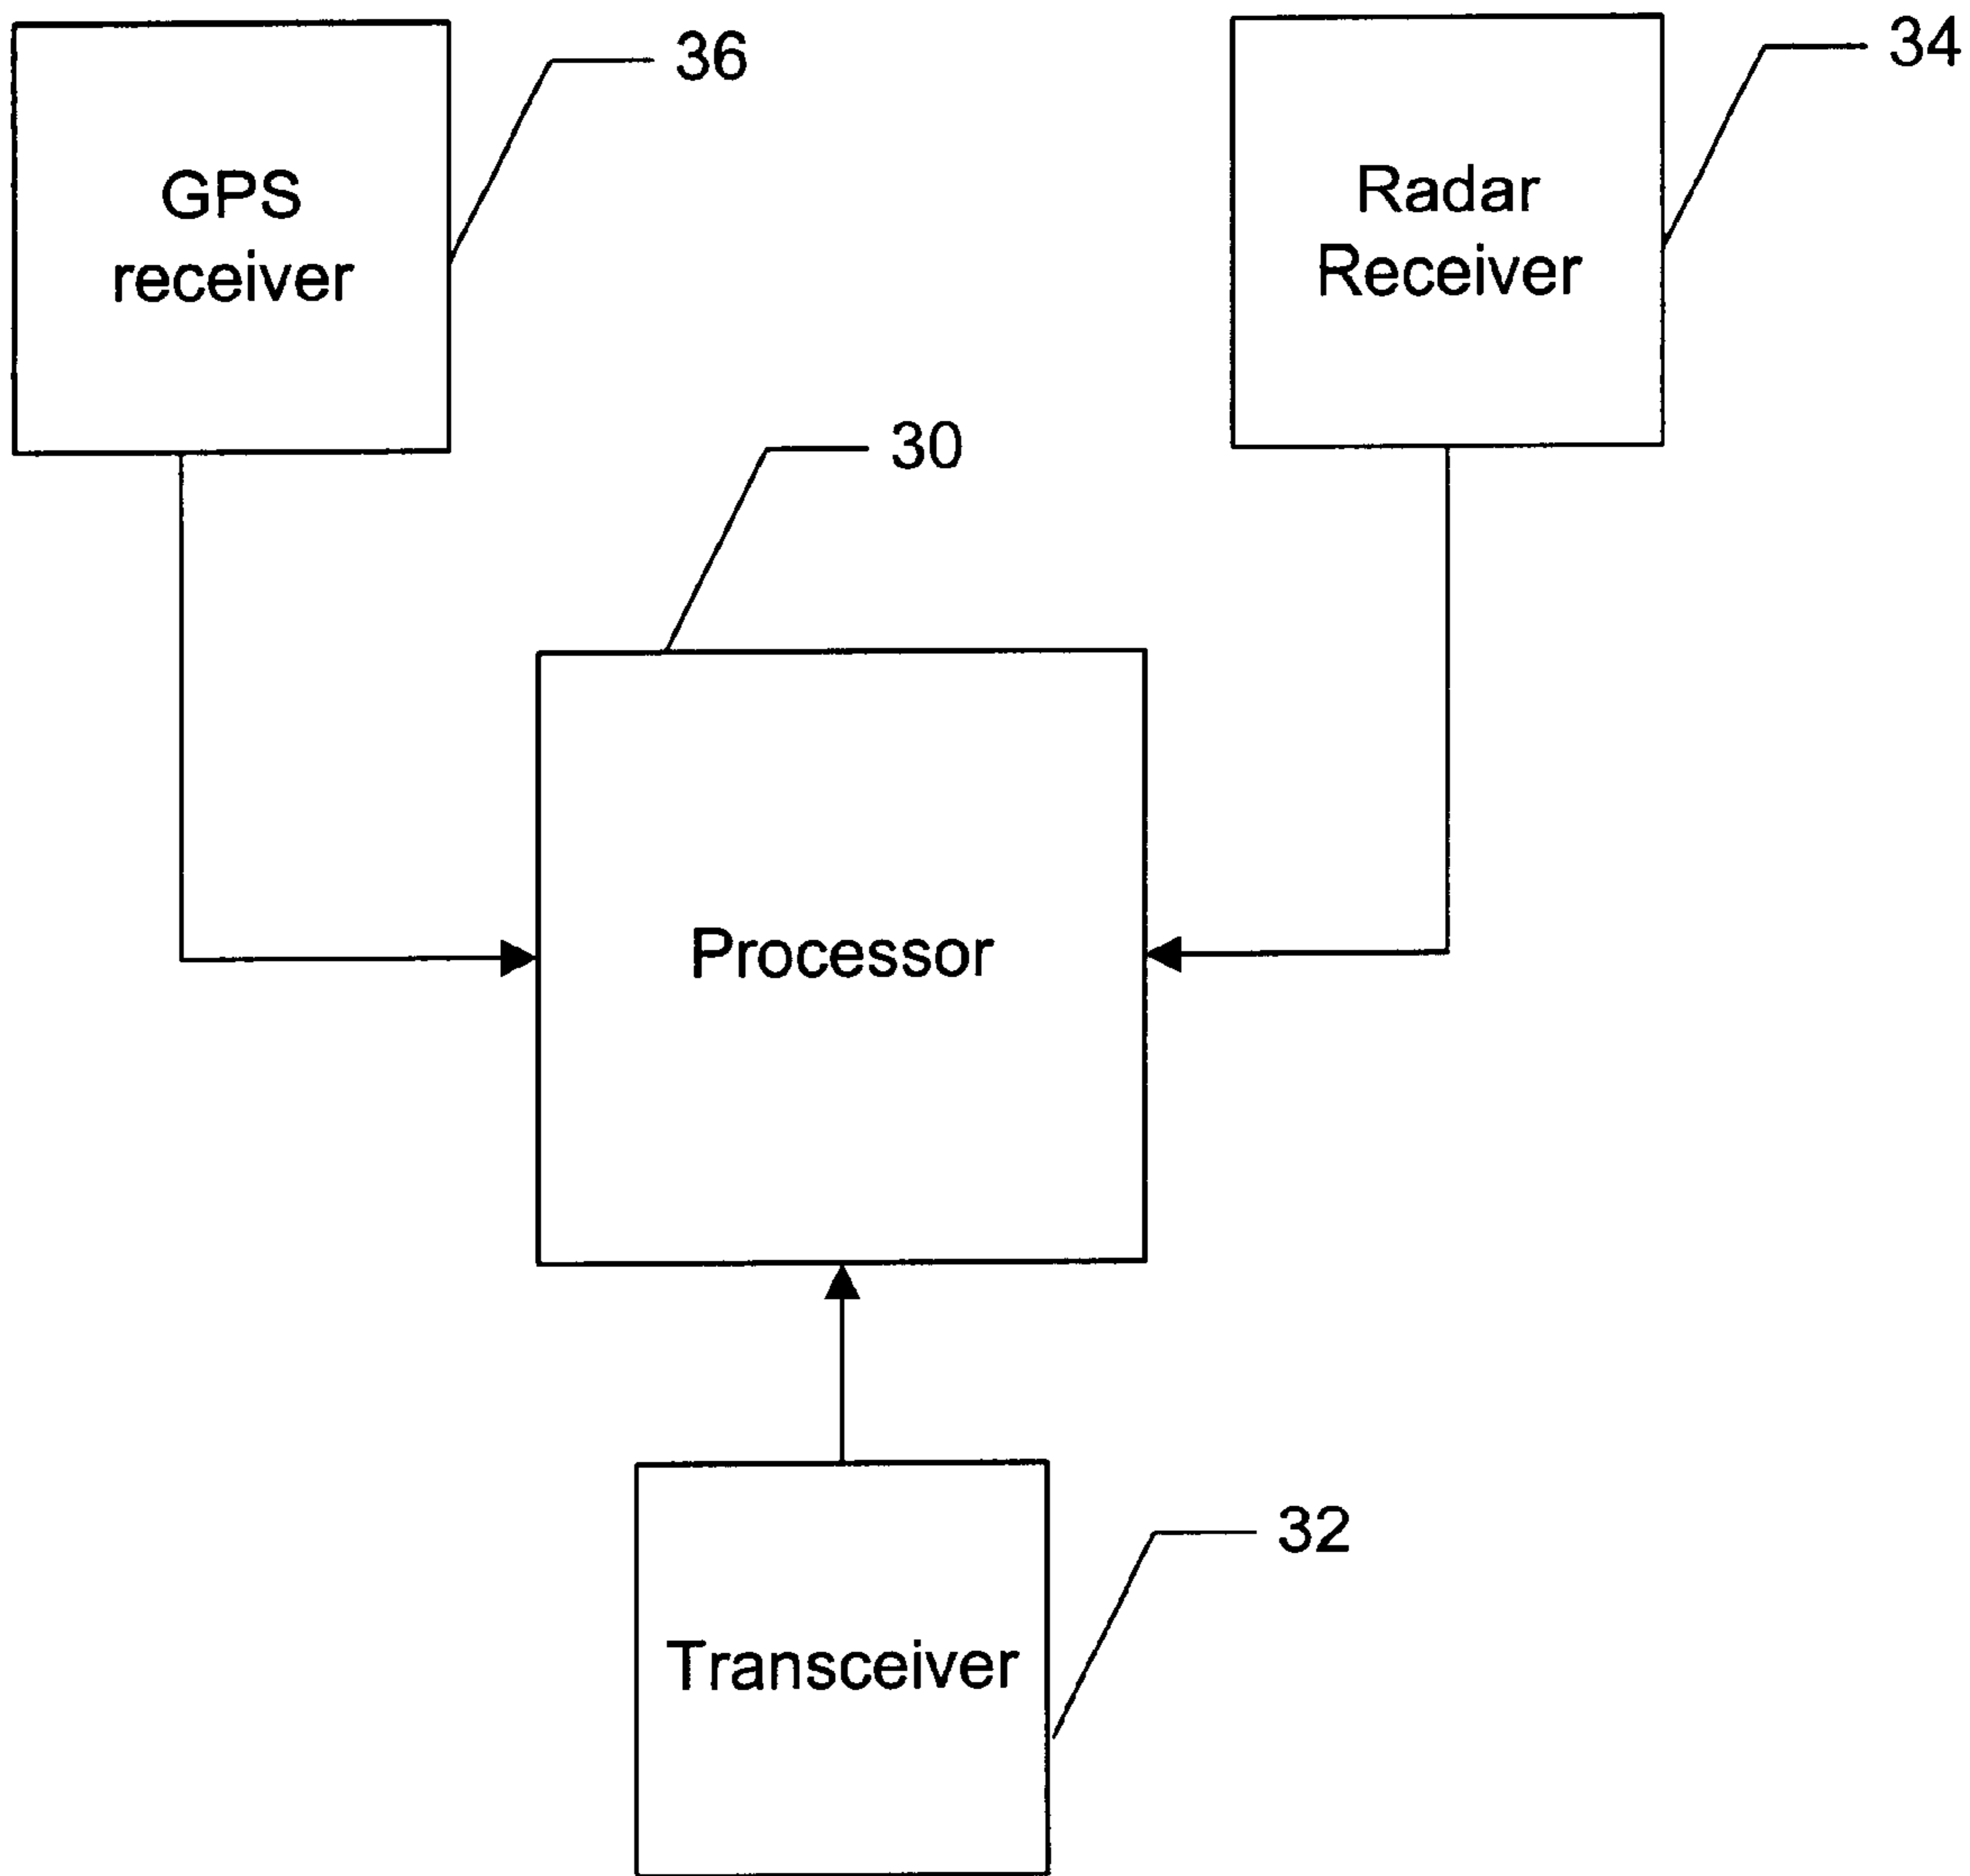 36
34
GPS
receiver
Radar
Receiver
30
Processor
32
Transceiver